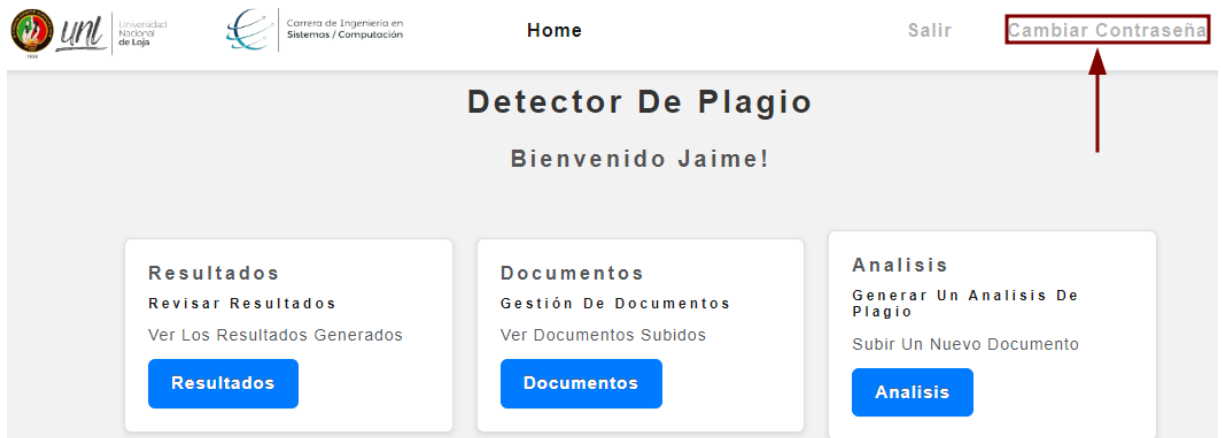 unl
Universidad
Nacional
de Loja
1859
Carrera de Ingeniería en
Sistemas / Computación
Home
Salir
Cambiar Contraseña
Detector De Plagio
Bienvenido Jaime!
Resultados
Revisar Resultados
Ver Los Resultados Generados
Resultados
Documentos
Gestión De Documentos
Ver Documentos Subidos
Documentos
Analisis
Generar Un Analisis De
Plagio
Subir Un Nuevo Documento
Analisis